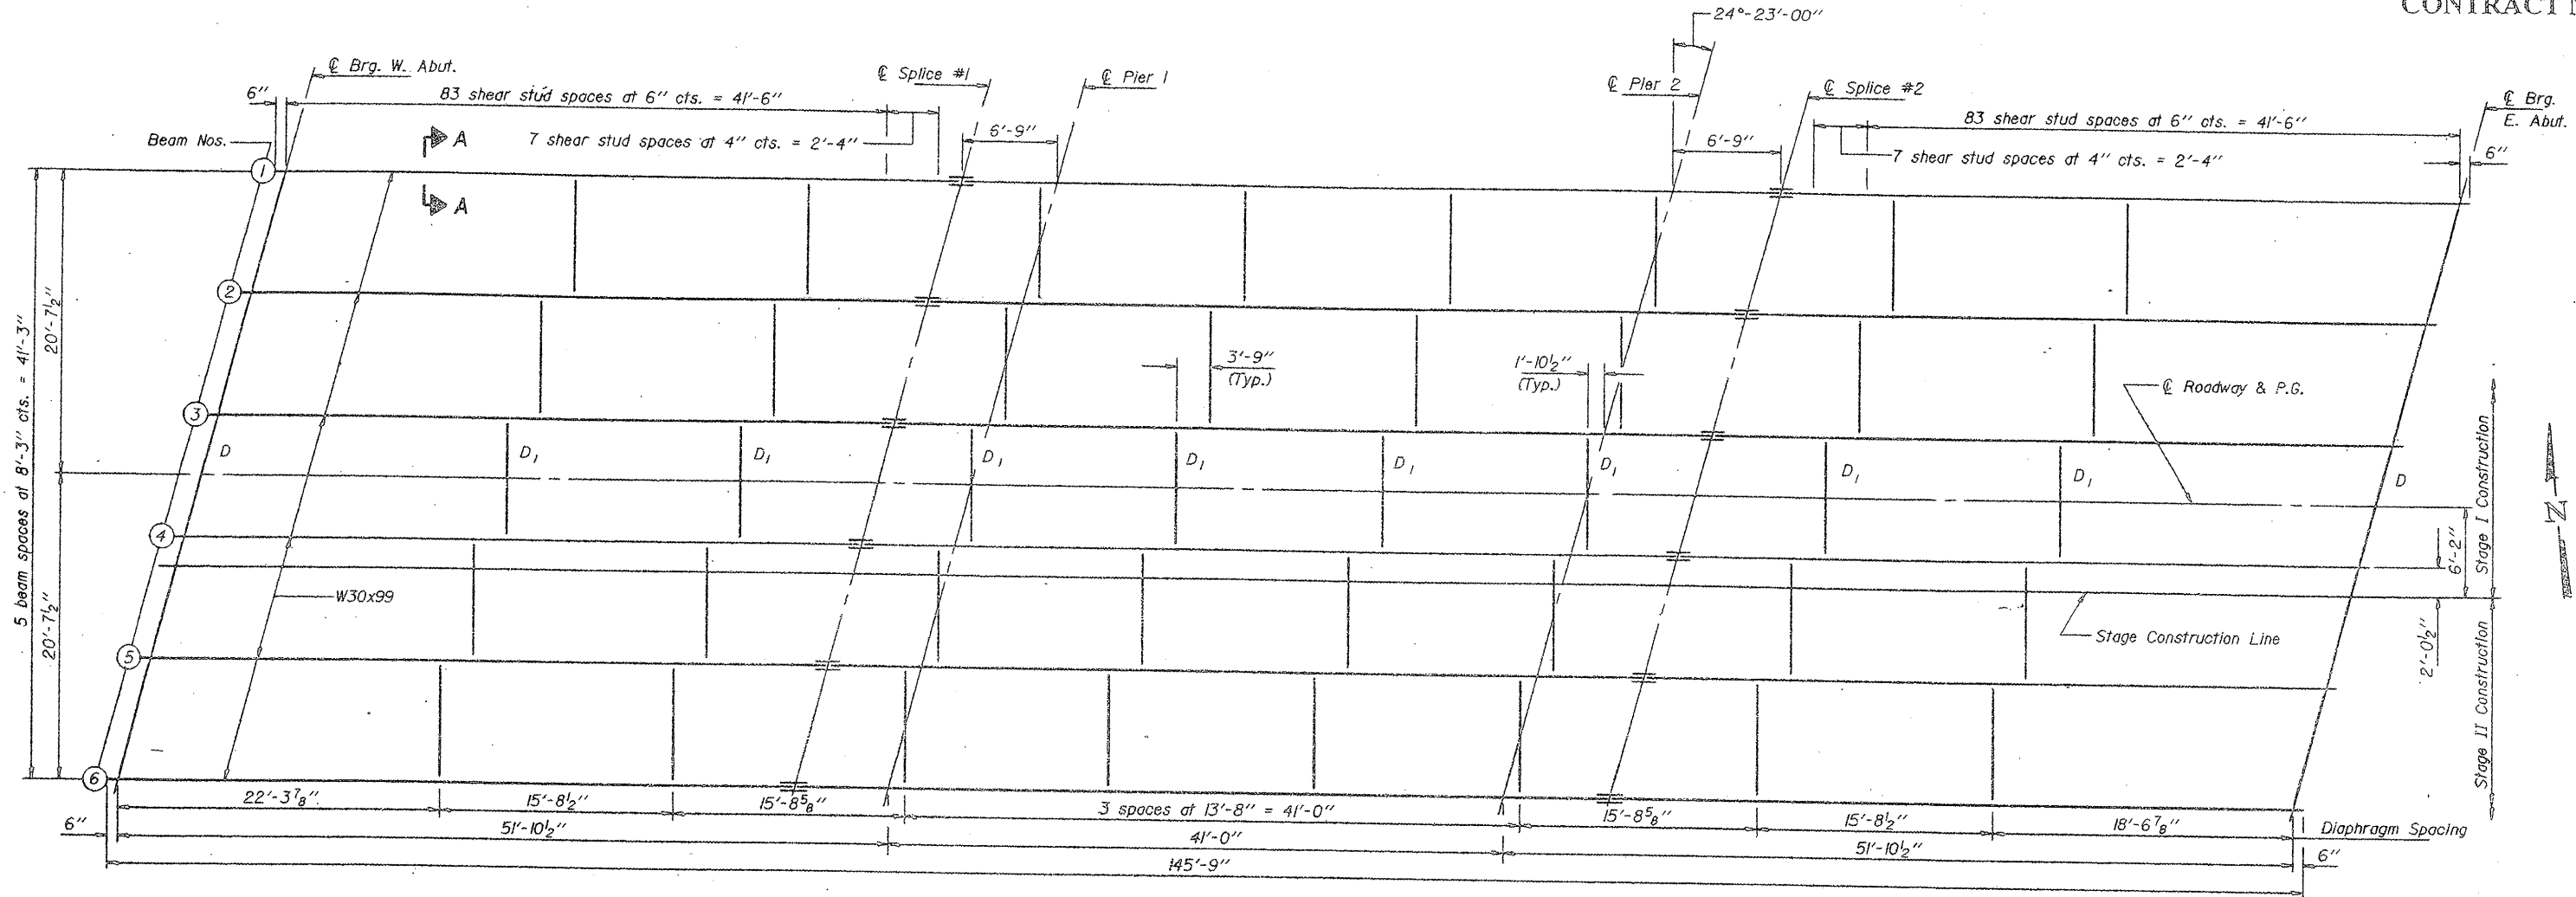 CONTRACT
24°-23'-00"
℄ Brg. W. Abut.
℄ Splice #1
℄ Pier 1
℄ Pier 2
℄ Splice #2
℄ Brg.
E. Abut.
6"
83 shear stud spaces at 6" cts. = 41'-6"
7 shear stud spaces at 4" cts. = 2'-4"
6'-9"
6'-9"
83 shear stud spaces at 6" cts. = 41'-6"
7 shear stud spaces at 4" cts. = 2'-4"
6"
Beam Nos.
A
A
1
2
3
4
5
6
5 beam spaces at 8'-3" cts. = 41'-3"
20'-7½"
20'-7½"
3'-9"
(Typ.)
1'-10½"
(Typ.)
℄ Roadway & P.G.
D
D1
D1
D1
D1
D1
D1
D1
D1
D
W30x99
Stage Construction Line
6'-2"
2'-0½"
Stage I Construction
Stage II Construction
N
22'-3⅞"
15'-8½"
15'-8⅝"
3 spaces at 13'-8" = 41'-0"
15'-8⅝"
15'-8½"
18'-6⅞"
Diaphragm Spacing
6"
51'-10½"
41'-0"
51'-10½"
6"
145'-9"